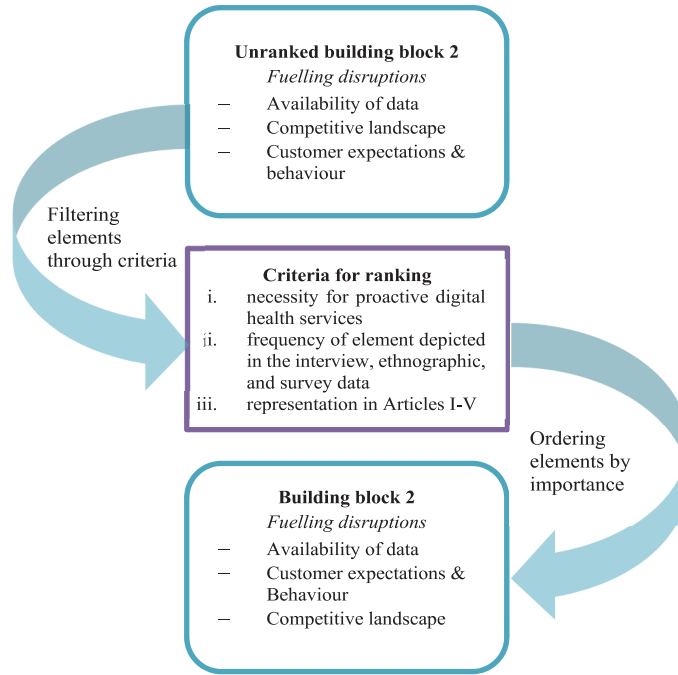 Unranked building block 2
Fuelling disruptions
– Availability of data
– Competitive landscape
– Customer expectations &
behaviour
Filtering
elements
through criteria
Criteria for ranking
i. necessity for proactive digital
health services
ii. frequency of element depicted
in the interview, ethnographic,
and survey data
iii. representation in Articles I-V
Ordering
elements by
importance
Building block 2
Fuelling disruptions
– Availability of data
– Customer expectations &
Behaviour
– Competitive landscape